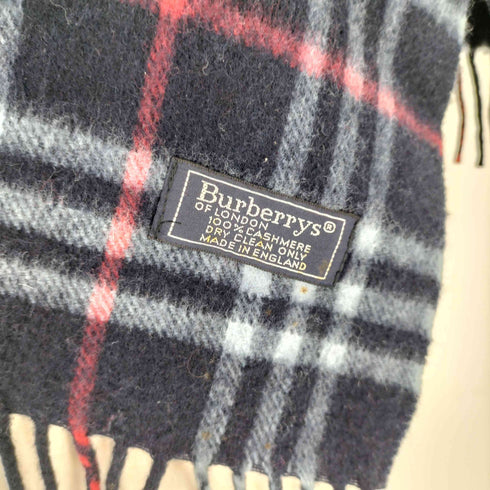 Burberrys®
OF LONDON
100% CASHMERE
DRY CLEAN ONLY
MADE IN ENGLAND